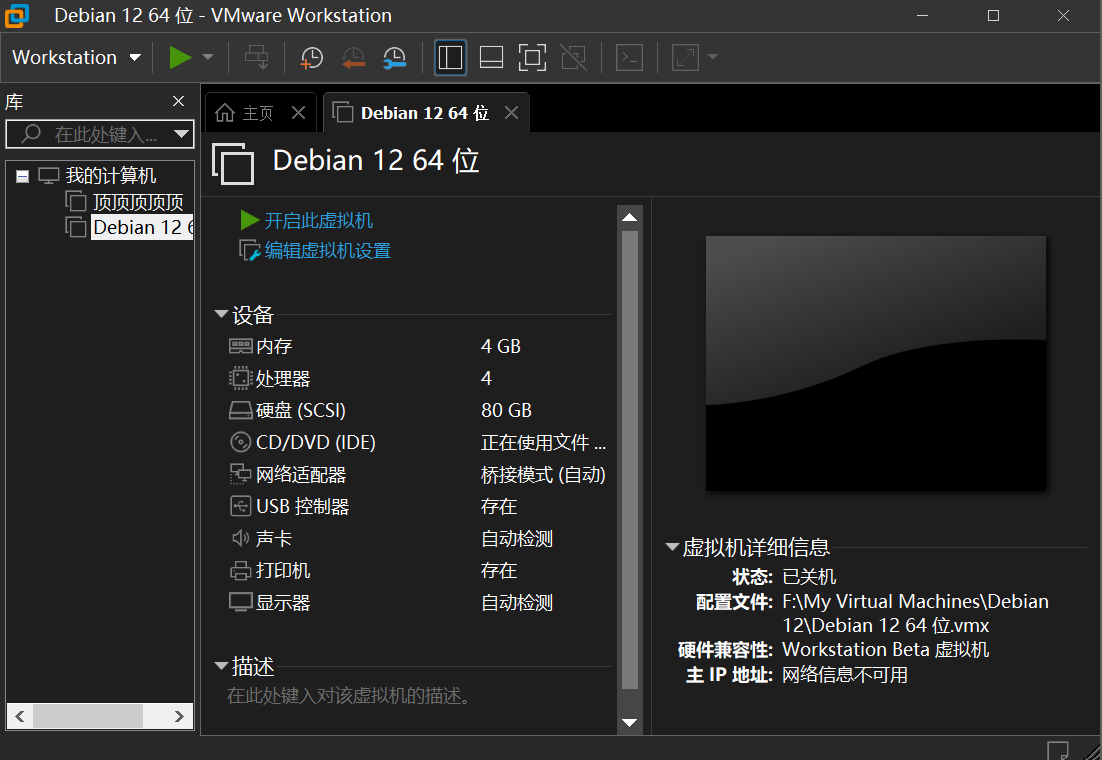 Debian 12 64 位 - VMware Workstation
Workstation
库
在此处键入...
我的计算机
顶顶顶顶顶
Debian 12 6
主页
Debian 12 64 位
Debian 12 64 位
开启此虚拟机
编辑虚拟机设置
设备
内存 4 GB
处理器 4
硬盘 (SCSI) 80 GB
CD/DVD (IDE) 正在使用文件 ...
网络适配器 桥接模式 (自动)
USB 控制器 存在
声卡 自动检测
打印机 存在
显示器 自动检测
描述
在此处键入对该虚拟机的描述。
虚拟机详细信息
状态: 已关机
配置文件: F:\My Virtual Machines\Debian
12\Debian 12 64 位.vmx
硬件兼容性: Workstation Beta 虚拟机
主 IP 地址: 网络信息不可用